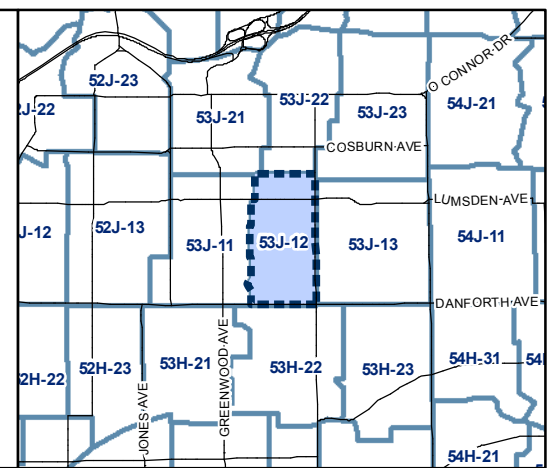 52J-23
O CONNOR DR
J-22
53J-21
53J-22
53J-23
54J-21
COSBURN AVE
LUMSDEN AVE
J-12
52J-13
53J-11
53J-12
53J-13
54J-11
DANFORTH AVE
2H-22
52H-23
53H-21
53H-22
53H-23
54H-31
54
JONES AVE
GREENWOOD AVE
54H-21